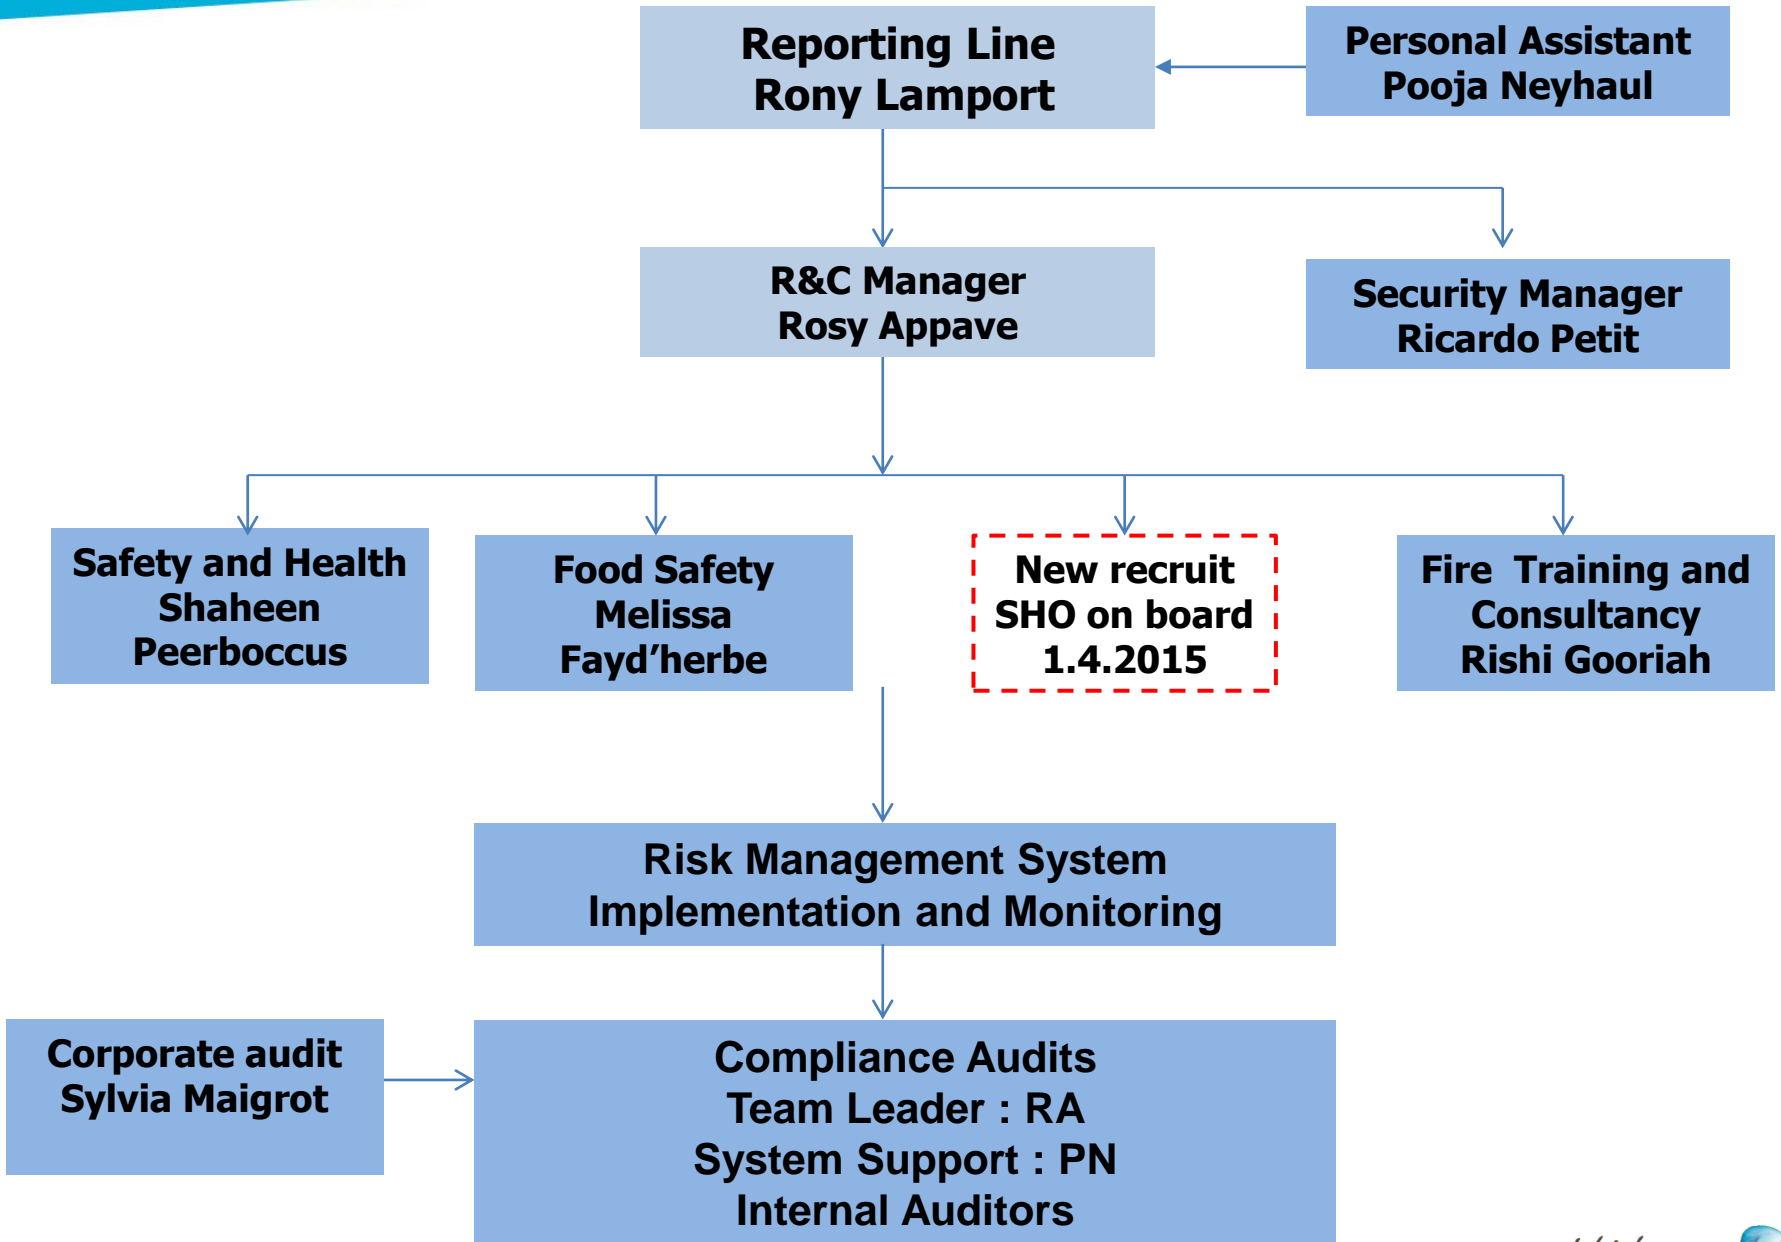 Reporting Line
Rony Lamport
Personal Assistant
Pooja Neyhaul
R&C Manager
Rosy Appave
Security Manager
Ricardo Petit
Safety and Health
Shaheen
Peerboccus
Food Safety
Melissa
Fayd’herbe
New recruit
SHO on board
1.4.2015
Fire  Training and
Consultancy
Rishi Gooriah
Risk Management System
Implementation and Monitoring
Corporate audit
Sylvia Maigrot
Compliance Audits
Team Leader : RA
System Support : PN
Internal Auditors